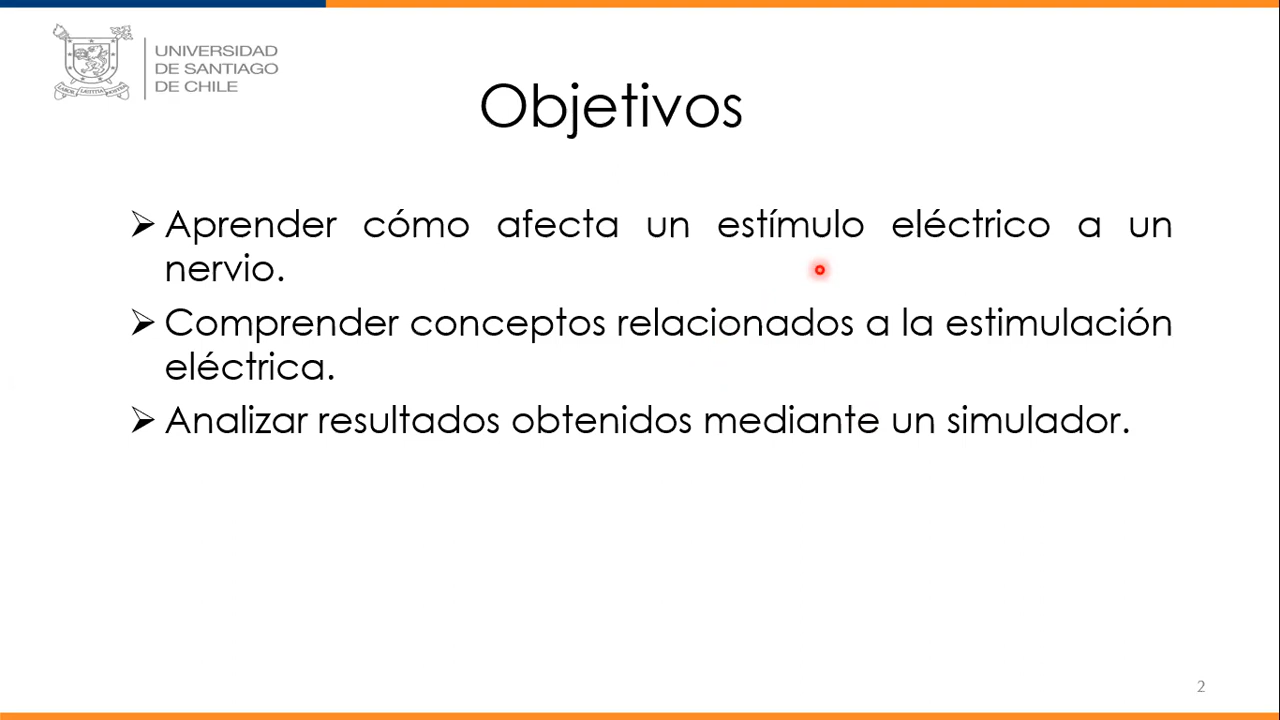 UNIVERSIDAD
DE SANTIAGO
DE CHILE
Objetivos
Aprender cómo afecta un estímulo eléctrico a un
nervio.
Comprender conceptos relacionados a la estimulación
eléctrica.
Analizar resultados obtenidos mediante un simulador.
2